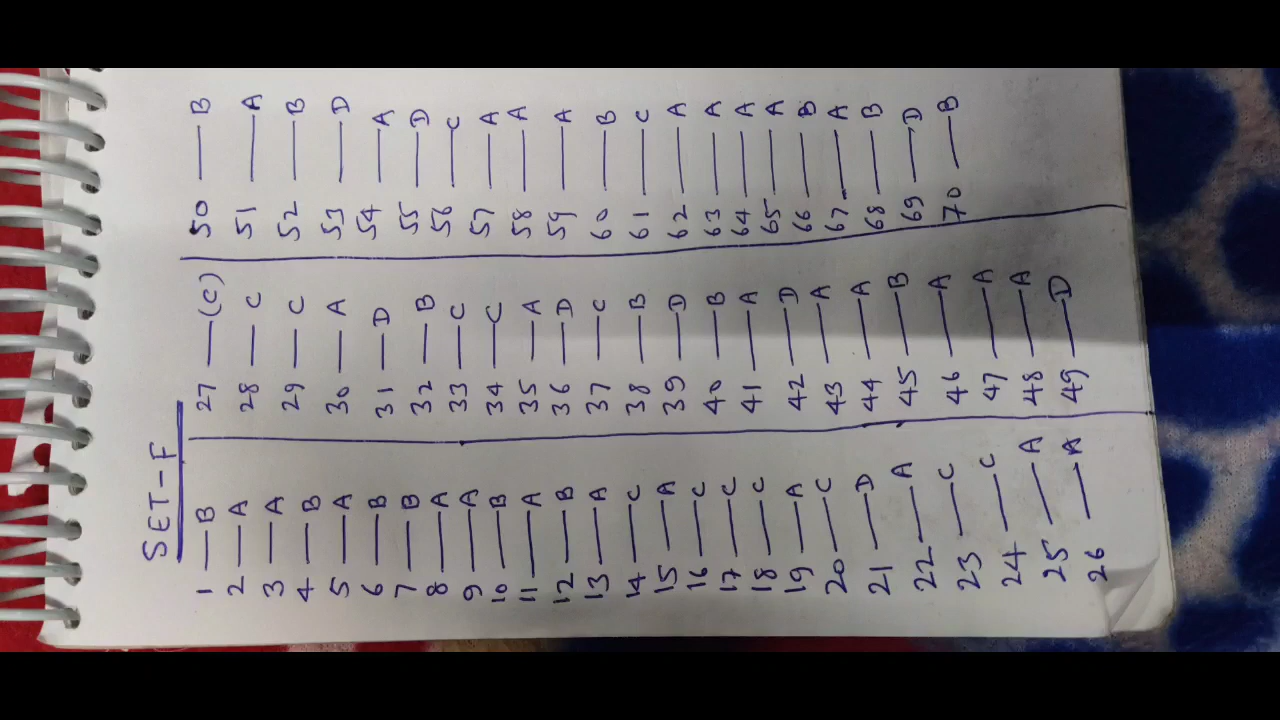 SET-F
1 — B
2 — A
3 — A
4 — B
5 — A
6 — B
7 — B
8 — A
9 — A
10 — B
11 — A
12 — B
13 — A
14 — C
15 — A
16 — C
17 — C
18 — C
19 — A
20 — C
21 — D
22 — A
23 — C
24 — C
25 — A
26 — A
27 — (C)
28 — C
29 — C
30 — A
31 — D
32 — B
33 — C
34 — C
35 — A
36 — D
37 — C
38 — B
39 — D
40 — B
41 — A
42 — D
43 — A
44 — A
45 — B
46 — A
47 — A
48 — A
49 — D
50 — B
51 — A
52 — B
53 — D
54 — A
55 — D
56 — C
57 — A
58 — A
59 — A
60 — B
61 — C
62 — A
63 — A
64 — A
65 — A
66 — B
67 — A
68 — B
69 — D
70 — B